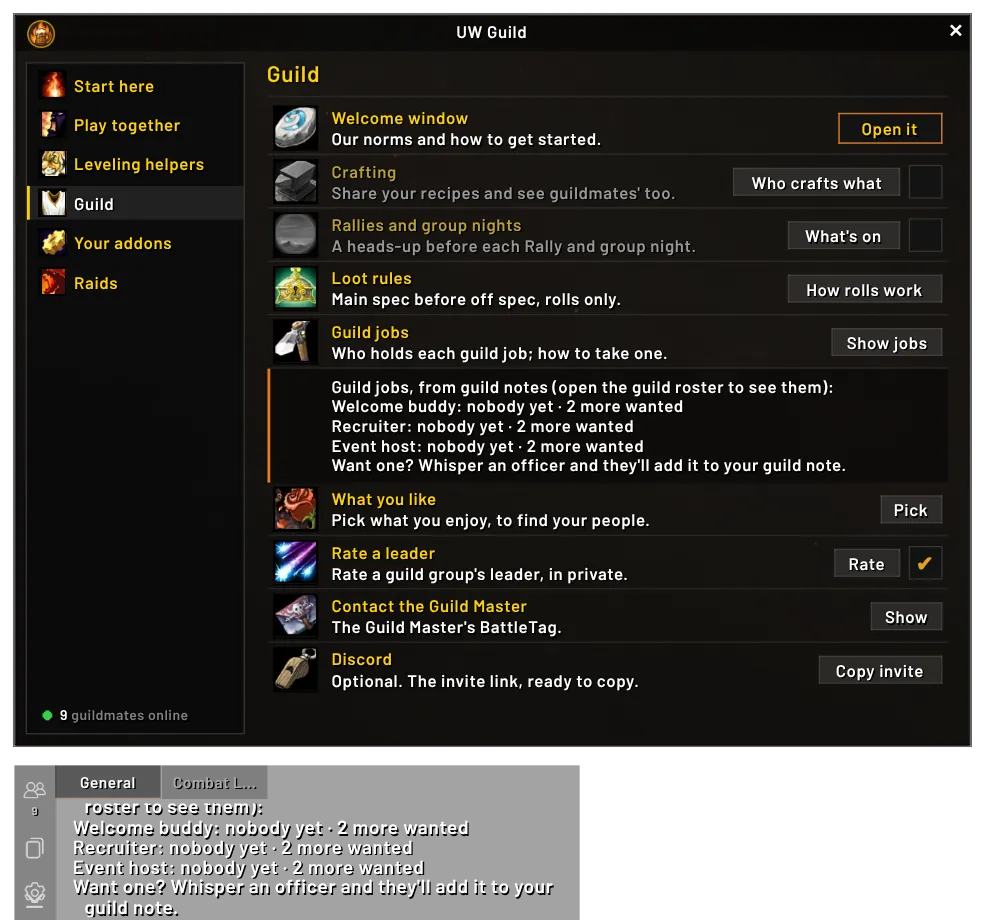 UW Guild
Start here
Play together
Leveling helpers
Guild
Your addons
Raids
9 guildmates online
Guild
Welcome window
Our norms and how to get started.
Open it
Crafting
Share your recipes and see guildmates' too.
Who crafts what
Rallies and group nights
A heads-up before each Rally and group night.
What's on
Loot rules
Main spec before off spec, rolls only.
How rolls work
Guild jobs
Who holds each guild job; how to take one.
Show jobs
Guild jobs, from guild notes (open the guild roster to see them):
Welcome buddy: nobody yet · 2 more wanted
Recruiter: nobody yet · 2 more wanted
Event host: nobody yet · 2 more wanted
Want one? Whisper an officer and they'll add it to your guild note.
What you like
Pick what you enjoy, to find your people.
Pick
Rate a leader
Rate a guild group's leader, in private.
Rate
Contact the Guild Master
The Guild Master's BattleTag.
Show
Discord
Optional. The invite link, ready to copy.
Copy invite
General
Combat L...
9
roster to see them):
Welcome buddy: nobody yet · 2 more wanted
Recruiter: nobody yet · 2 more wanted
Event host: nobody yet · 2 more wanted
Want one? Whisper an officer and they'll add it to your
guild note.